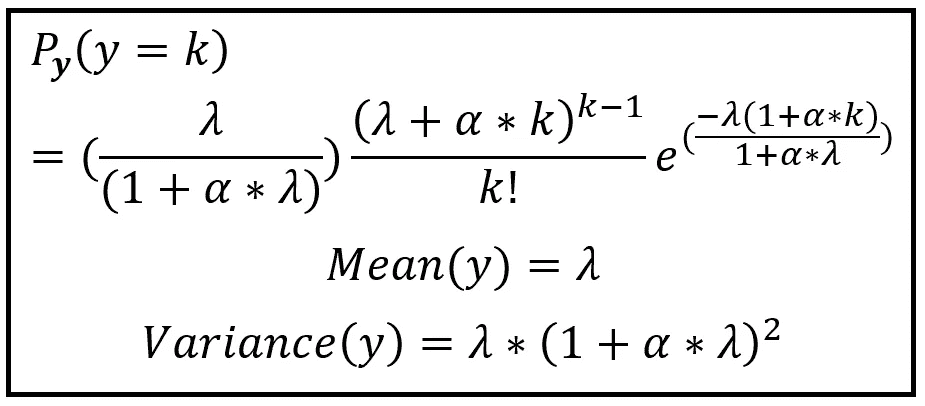 P_y(y = k)
= (λ/(1 + α ∗ λ)) (λ + α ∗ k)^{k−1}/k! e^{(−λ(1+α∗k)/1+α∗λ)}
Mean(y) = λ
Variance(y) = λ ∗ (1 + α ∗ λ)^2